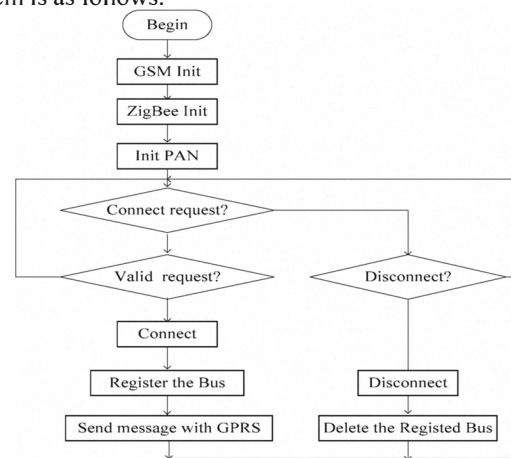 em is as follows:
Begin
GSM Init
ZigBee Init
Init PAN
Connect request?
Valid request?
Disconnect?
Connect
Register the Bus
Disconnect
Send message with GPRS
Delete the Registed Bus